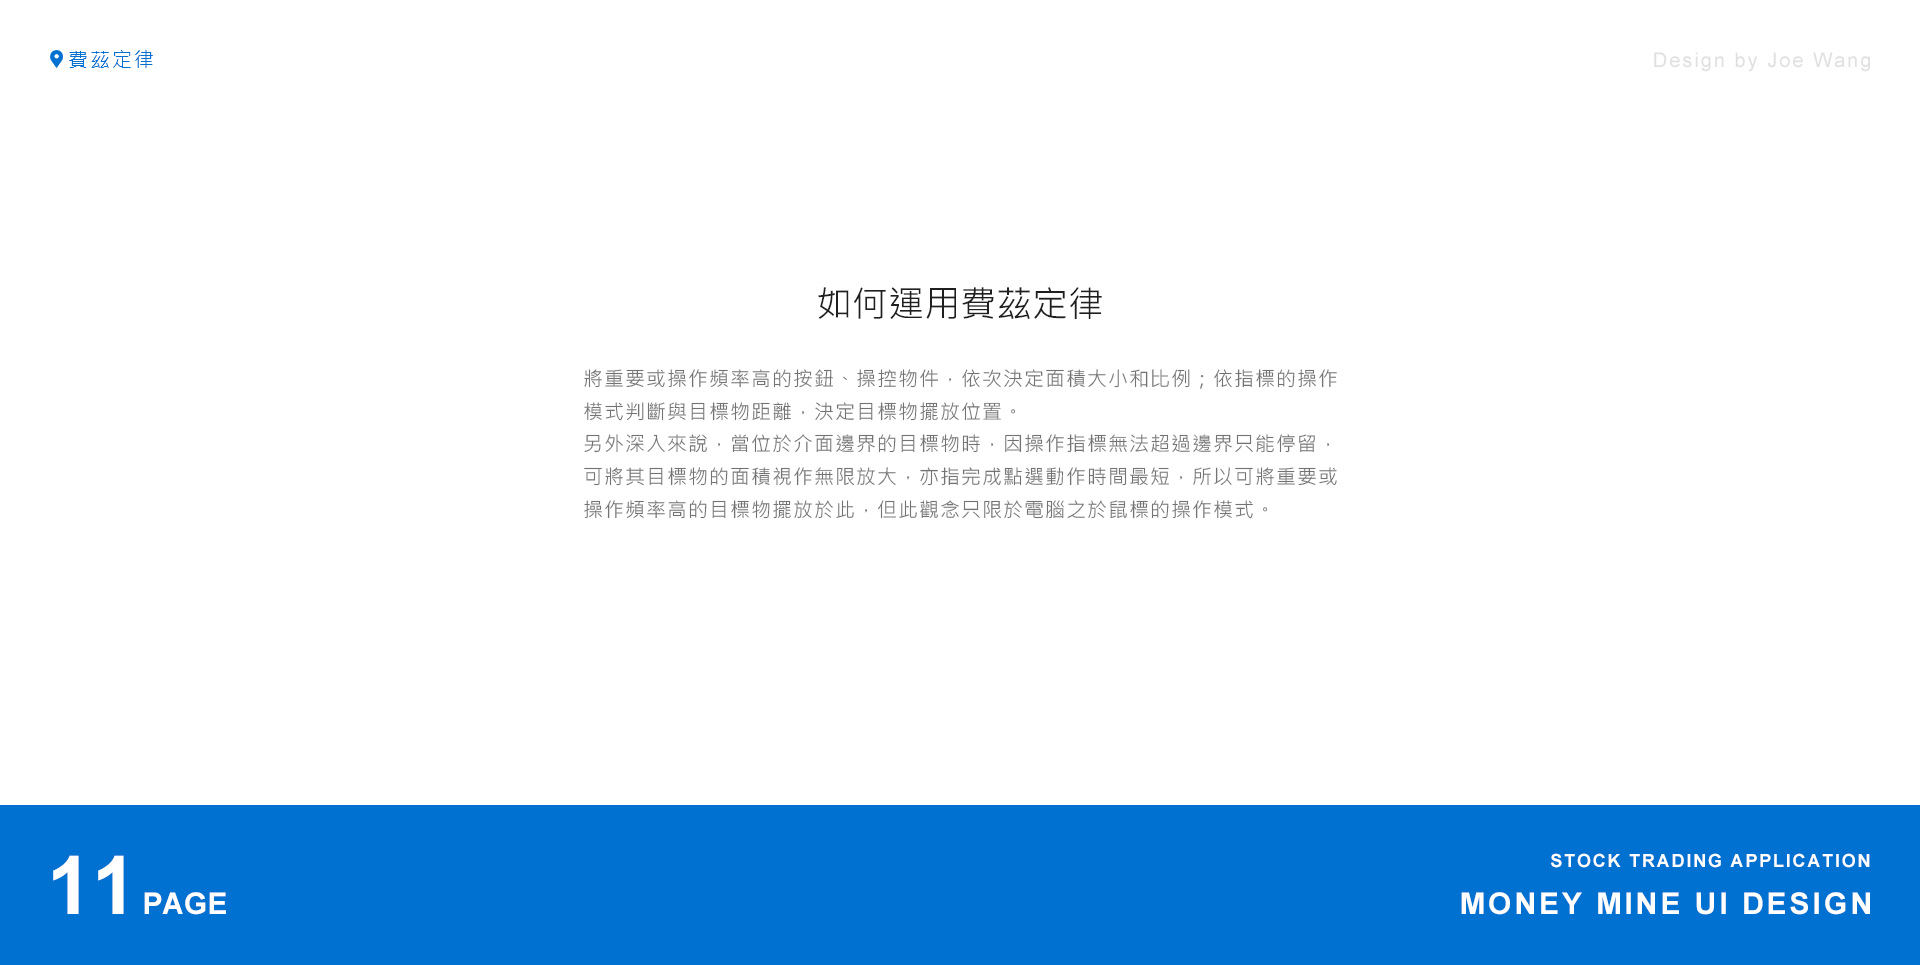 費茲定律
Design by Joe Wang
如何運用費茲定律
將重要或操作頻率高的按鈕、操控物件，依次決定面積大小和比例；依指標的操作
模式判斷與目標物距離，決定目標物擺放位置。
另外深入來說，當位於介面邊界的目標物時，因操作指標無法超過邊界只能停留，
可將其目標物的面積視作無限放大，亦指完成點選動作時間最短，所以可將重要或
操作頻率高的目標物擺放於此，但此觀念只限於電腦之於鼠標的操作模式。
11 PAGE
STOCK TRADING APPLICATION
MONEY MINE UI DESIGN